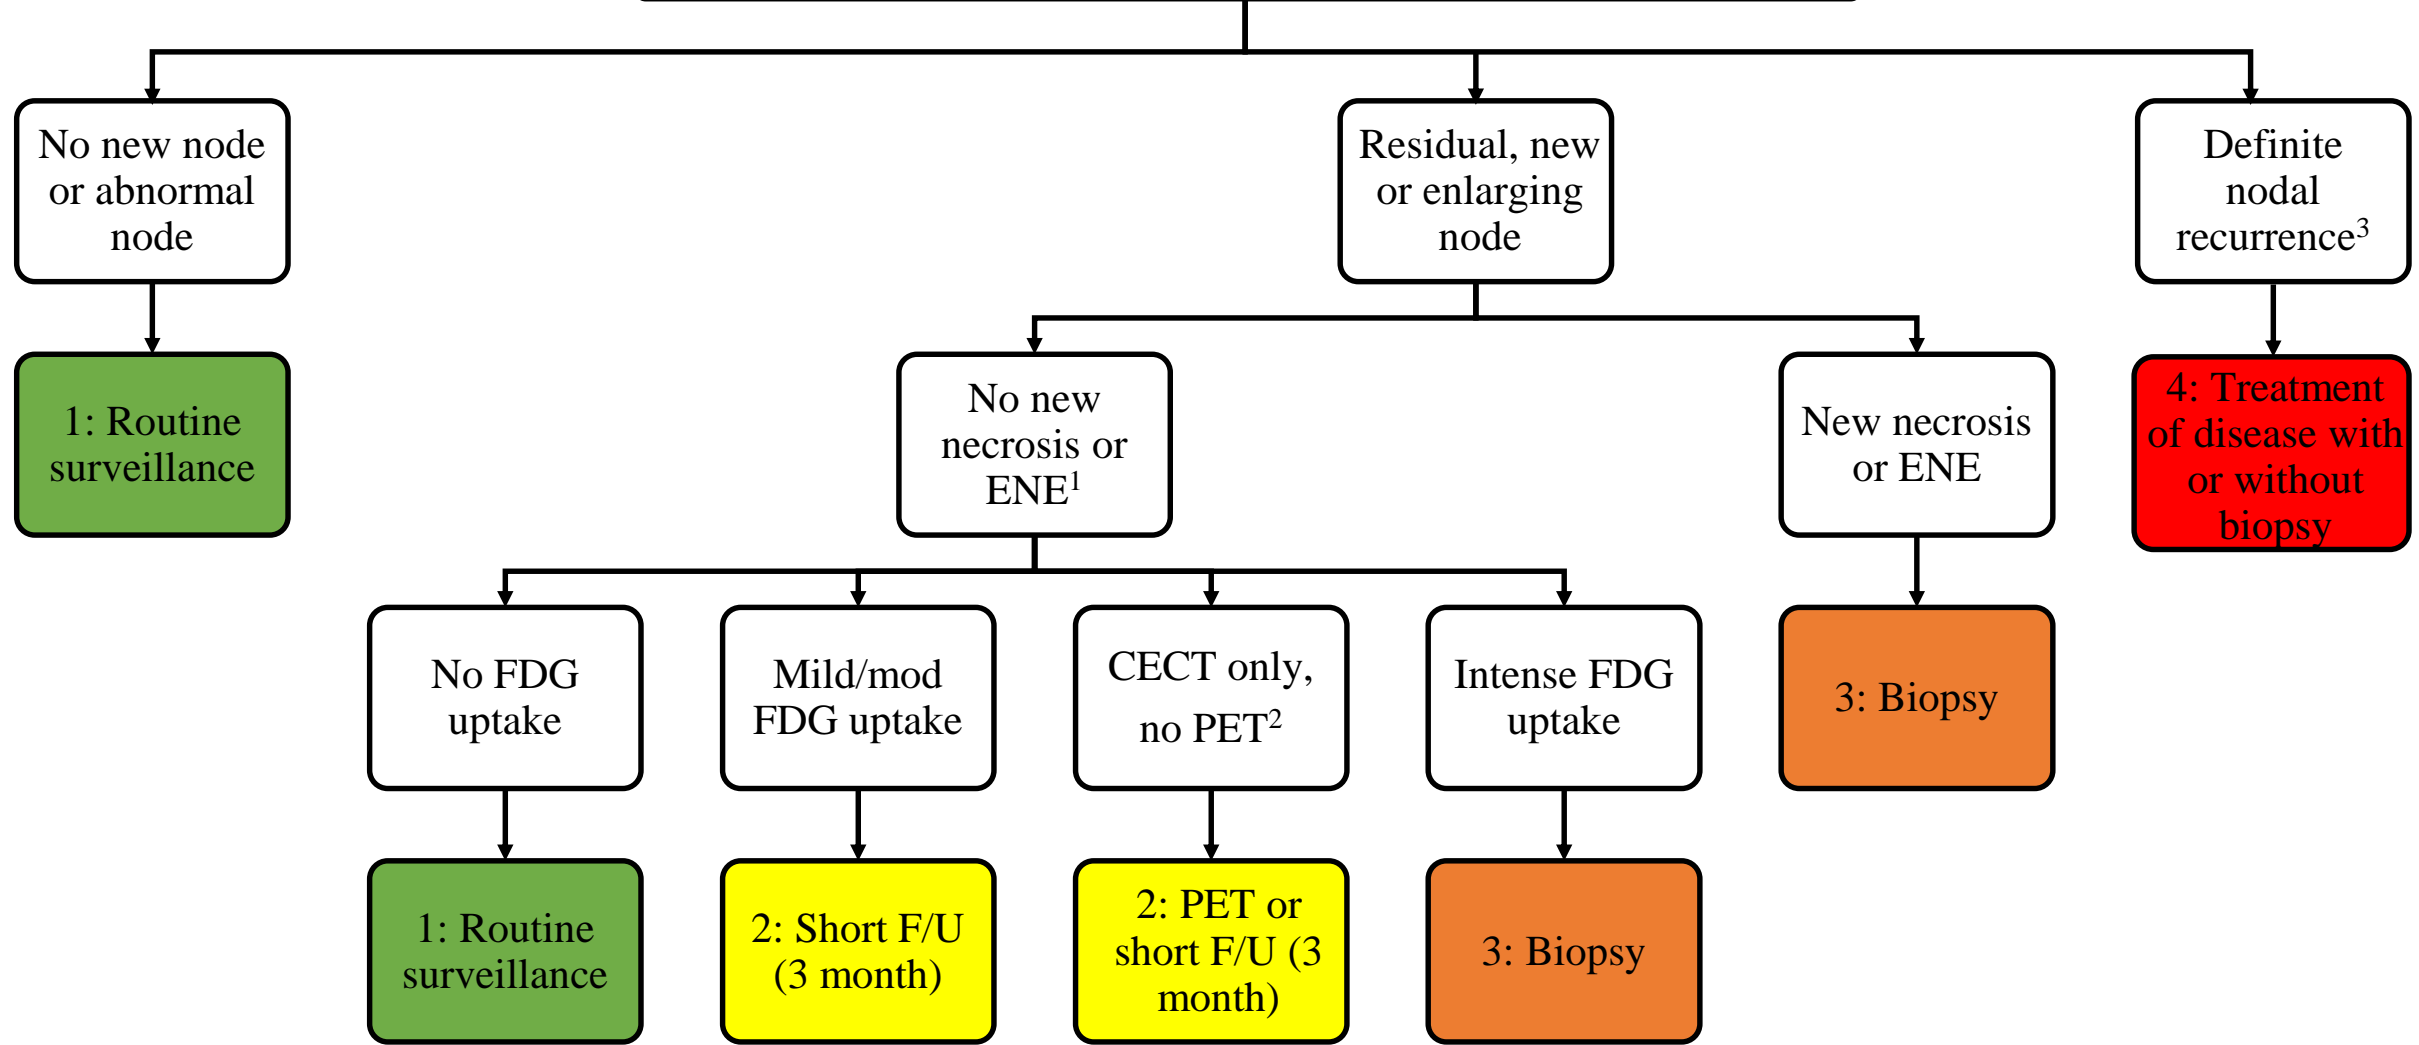 No new node
or abnormal
node
Residual, new
or enlarging
node
Definite
nodal
recurrence³
1: Routine
surveillance
No new
necrosis or
ENE¹
New necrosis
or ENE
4: Treatment
of disease with
or without
biopsy
No FDG
uptake
Mild/mod
FDG uptake
CECT only,
no PET²
Intense FDG
uptake
3: Biopsy
1: Routine
surveillance
2: Short F/U
(3 month)
2: PET or
short F/U (3
month)
3: Biopsy